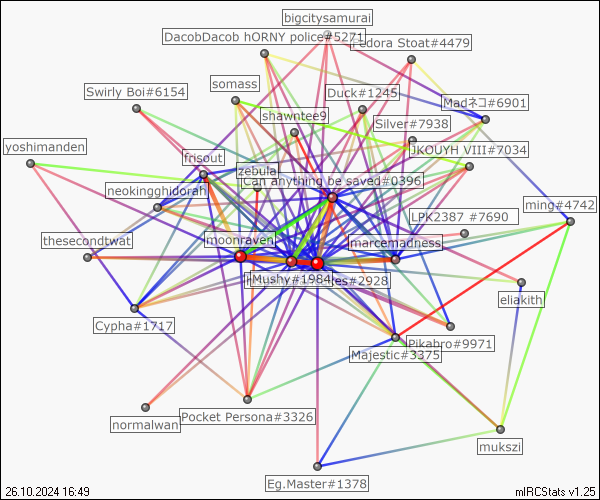 bigcitysamurai
DacobDacob hORNY police#5271
Fedora Stoat#4479
somass
Swirly Boi#6154
Duck#1245
Madネコ#6901
shawntee9
Silver#7938
yoshimanden
JKOUYH VIII#7034
frisout
zebula
Can anything be saved#0396
neokingghidorah
ming#4742
LPK2387 #7690
thesecondtwat
moonraven
marcemadness
Mushy#1984
es#2928
eliakith
Cypha#1717
Pikabro#9971
Majestic#3375
Pocket Persona#3326
normalwan
mukszi
Eg.Master#1378
26.10.2024 16:49
mIRCStats v1.25